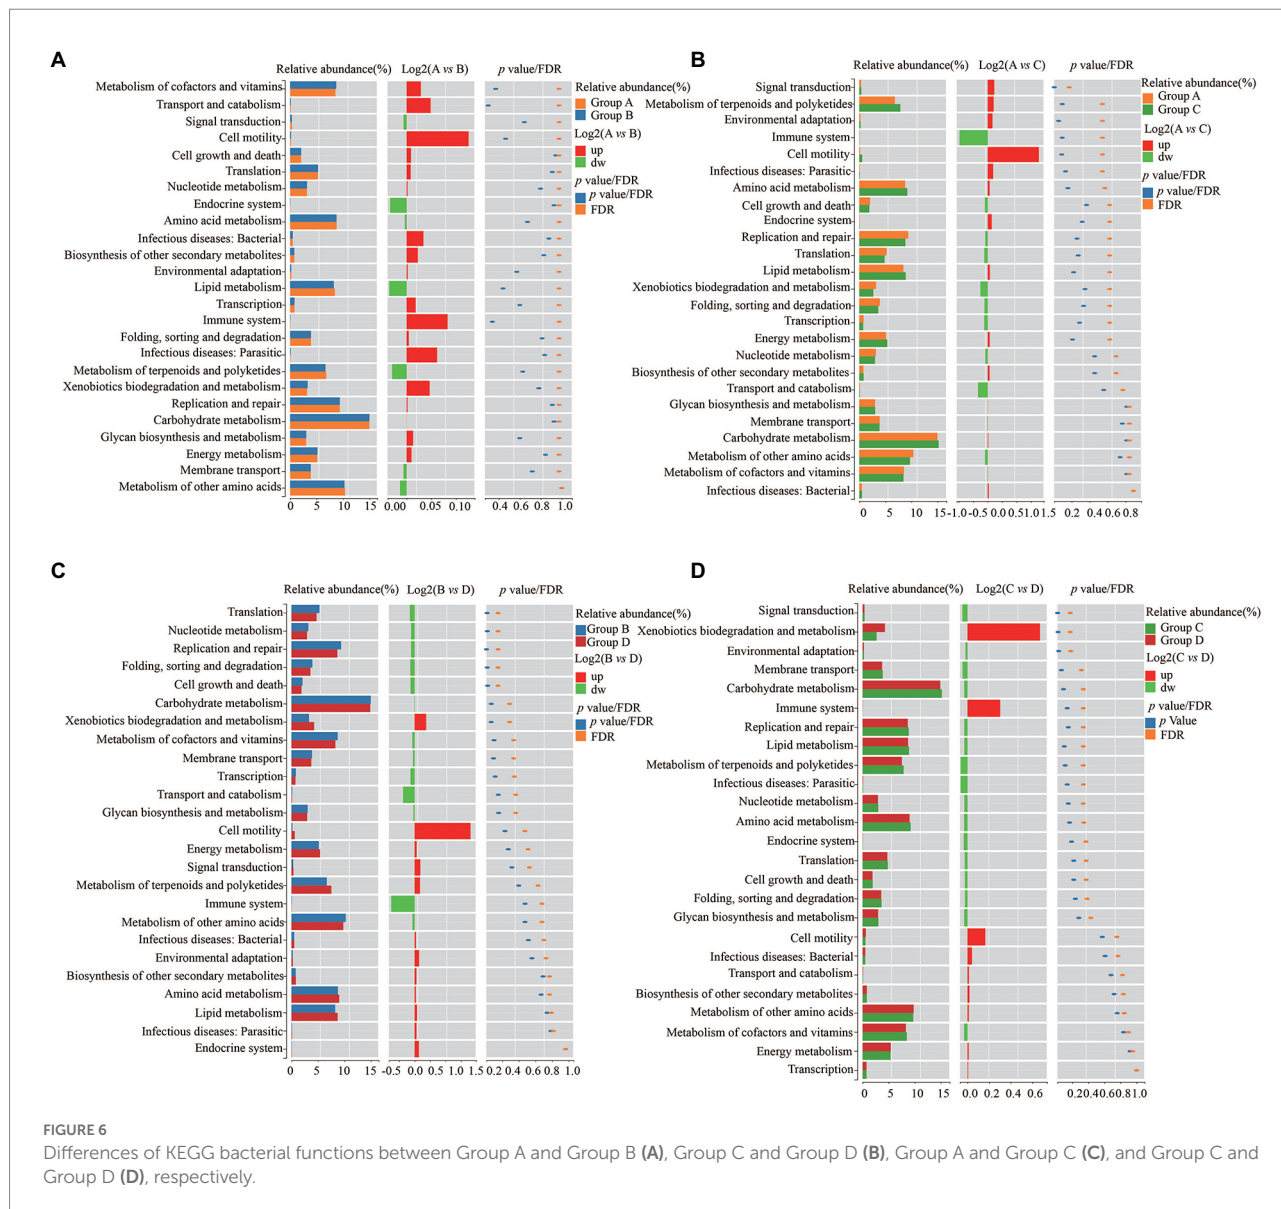 A
Relative abundance(%) Log2(A vs B) p value/FDR
Metabolism of cofactors and vitamins
Transport and catabolism
Signal transduction
Cell motility
Cell growth and death
Translation
Nucleotide metabolism
Endocrine system
Amino acid metabolism
Infectious diseases: Bacterial
Biosynthesis of other secondary metabolites
Environmental adaptation
Lipid metabolism
Transcription
Immune system
Folding, sorting and degradation
Infectious diseases: Parasitic
Metabolism of terpenoids and polyketides
Xenobiotics biodegradation and metabolism
Replication and repair
Carbohydrate metabolism
Glycan biosynthesis and metabolism
Energy metabolism
Membrane transport
Metabolism of other amino acids
0 5 10 15 0.00 0.05 0.10 0.4 0.6 0.8 1.0
Relative abundance(%)
Group A
Group B
Log2(A vs B)
up
dw
p value/FDR
p value/FDR
FDR
B
Relative abundance(%) Log2(A vs C) p value/FDR
Signal transduction
Metabolism of terpenoids and polyketides
Environmental adaptation
Immune system
Cell motility
Infectious diseases: Parasitic
Amino acid metabolism
Cell growth and death
Endocrine system
Replication and repair
Translation
Lipid metabolism
Xenobiotics biodegradation and metabolism
Folding, sorting and degradation
Transcription
Energy metabolism
Nucleotide metabolism
Biosynthesis of other secondary metabolites
Transport and catabolism
Glycan biosynthesis and metabolism
Membrane transport
Carbohydrate metabolism
Metabolism of other amino acids
Metabolism of cofactors and vitamins
Infectious diseases: Bacterial
0 5 10 15 -1.0 -0.5 0.0 0.5 1.0 1.5 0.2 0.4 0.6 0.8
Relative abundance(%)
Group A
Group C
Log2(A vs C)
up
dw
p value/FDR
p value/FDR
FDR
C
Relative abundance(%) Log2(B vs D) p value/FDR
Translation
Nucleotide metabolism
Replication and repair
Folding, sorting and degradation
Cell growth and death
Carbohydrate metabolism
Xenobiotics biodegradation and metabolism
Metabolism of cofactors and vitamins
Membrane transport
Transcription
Transport and catabolism
Glycan biosynthesis and metabolism
Cell motility
Energy metabolism
Signal transduction
Metabolism of terpenoids and polyketides
Immune system
Metabolism of other amino acids
Infectious diseases: Bacterial
Environmental adaptation
Biosynthesis of other secondary metabolites
Amino acid metabolism
Lipid metabolism
Infectious diseases: Parasitic
Endocrine system
0 5 10 15 -0.5 0 0.5 1.0 1.5 0.2 0.4 0.6 0.8 1.0
Relative abundance(%)
Group B
Group D
Log2(B vs D)
up
dw
p value/FDR
p value/FDR
FDR
D
Relative abundance(%) Log2(C vs D) p value/FDR
Signal transduction
Xenobiotics biodegradation and metabolism
Environmental adaptation
Membrane transport
Carbohydrate metabolism
Immune system
Replication and repair
Lipid metabolism
Metabolism of terpenoids and polyketides
Infectious diseases: Parasitic
Nucleotide metabolism
Amino acid metabolism
Endocrine system
Translation
Cell growth and death
Folding, sorting and degradation
Glycan biosynthesis and metabolism
Cell motility
Infectious diseases: Bacterial
Transport and catabolism
Biosynthesis of other secondary metabolites
Metabolism of other amino acids
Metabolism of cofactors and vitamins
Energy metabolism
Transcription
0 5 10 15 0 0.2 0.4 0.6 0.2 0.4 0.6 0.8 1.0
Relative abundance(%)
Group C
Group D
Log2(C vs D)
up
dw
p value/FDR
p Value
FDR
FIGURE 6
Differences of KEGG bacterial functions between Group A and Group B (A), Group C and Group D (B), Group A and Group C (C), and Group C and
Group D (D), respectively.